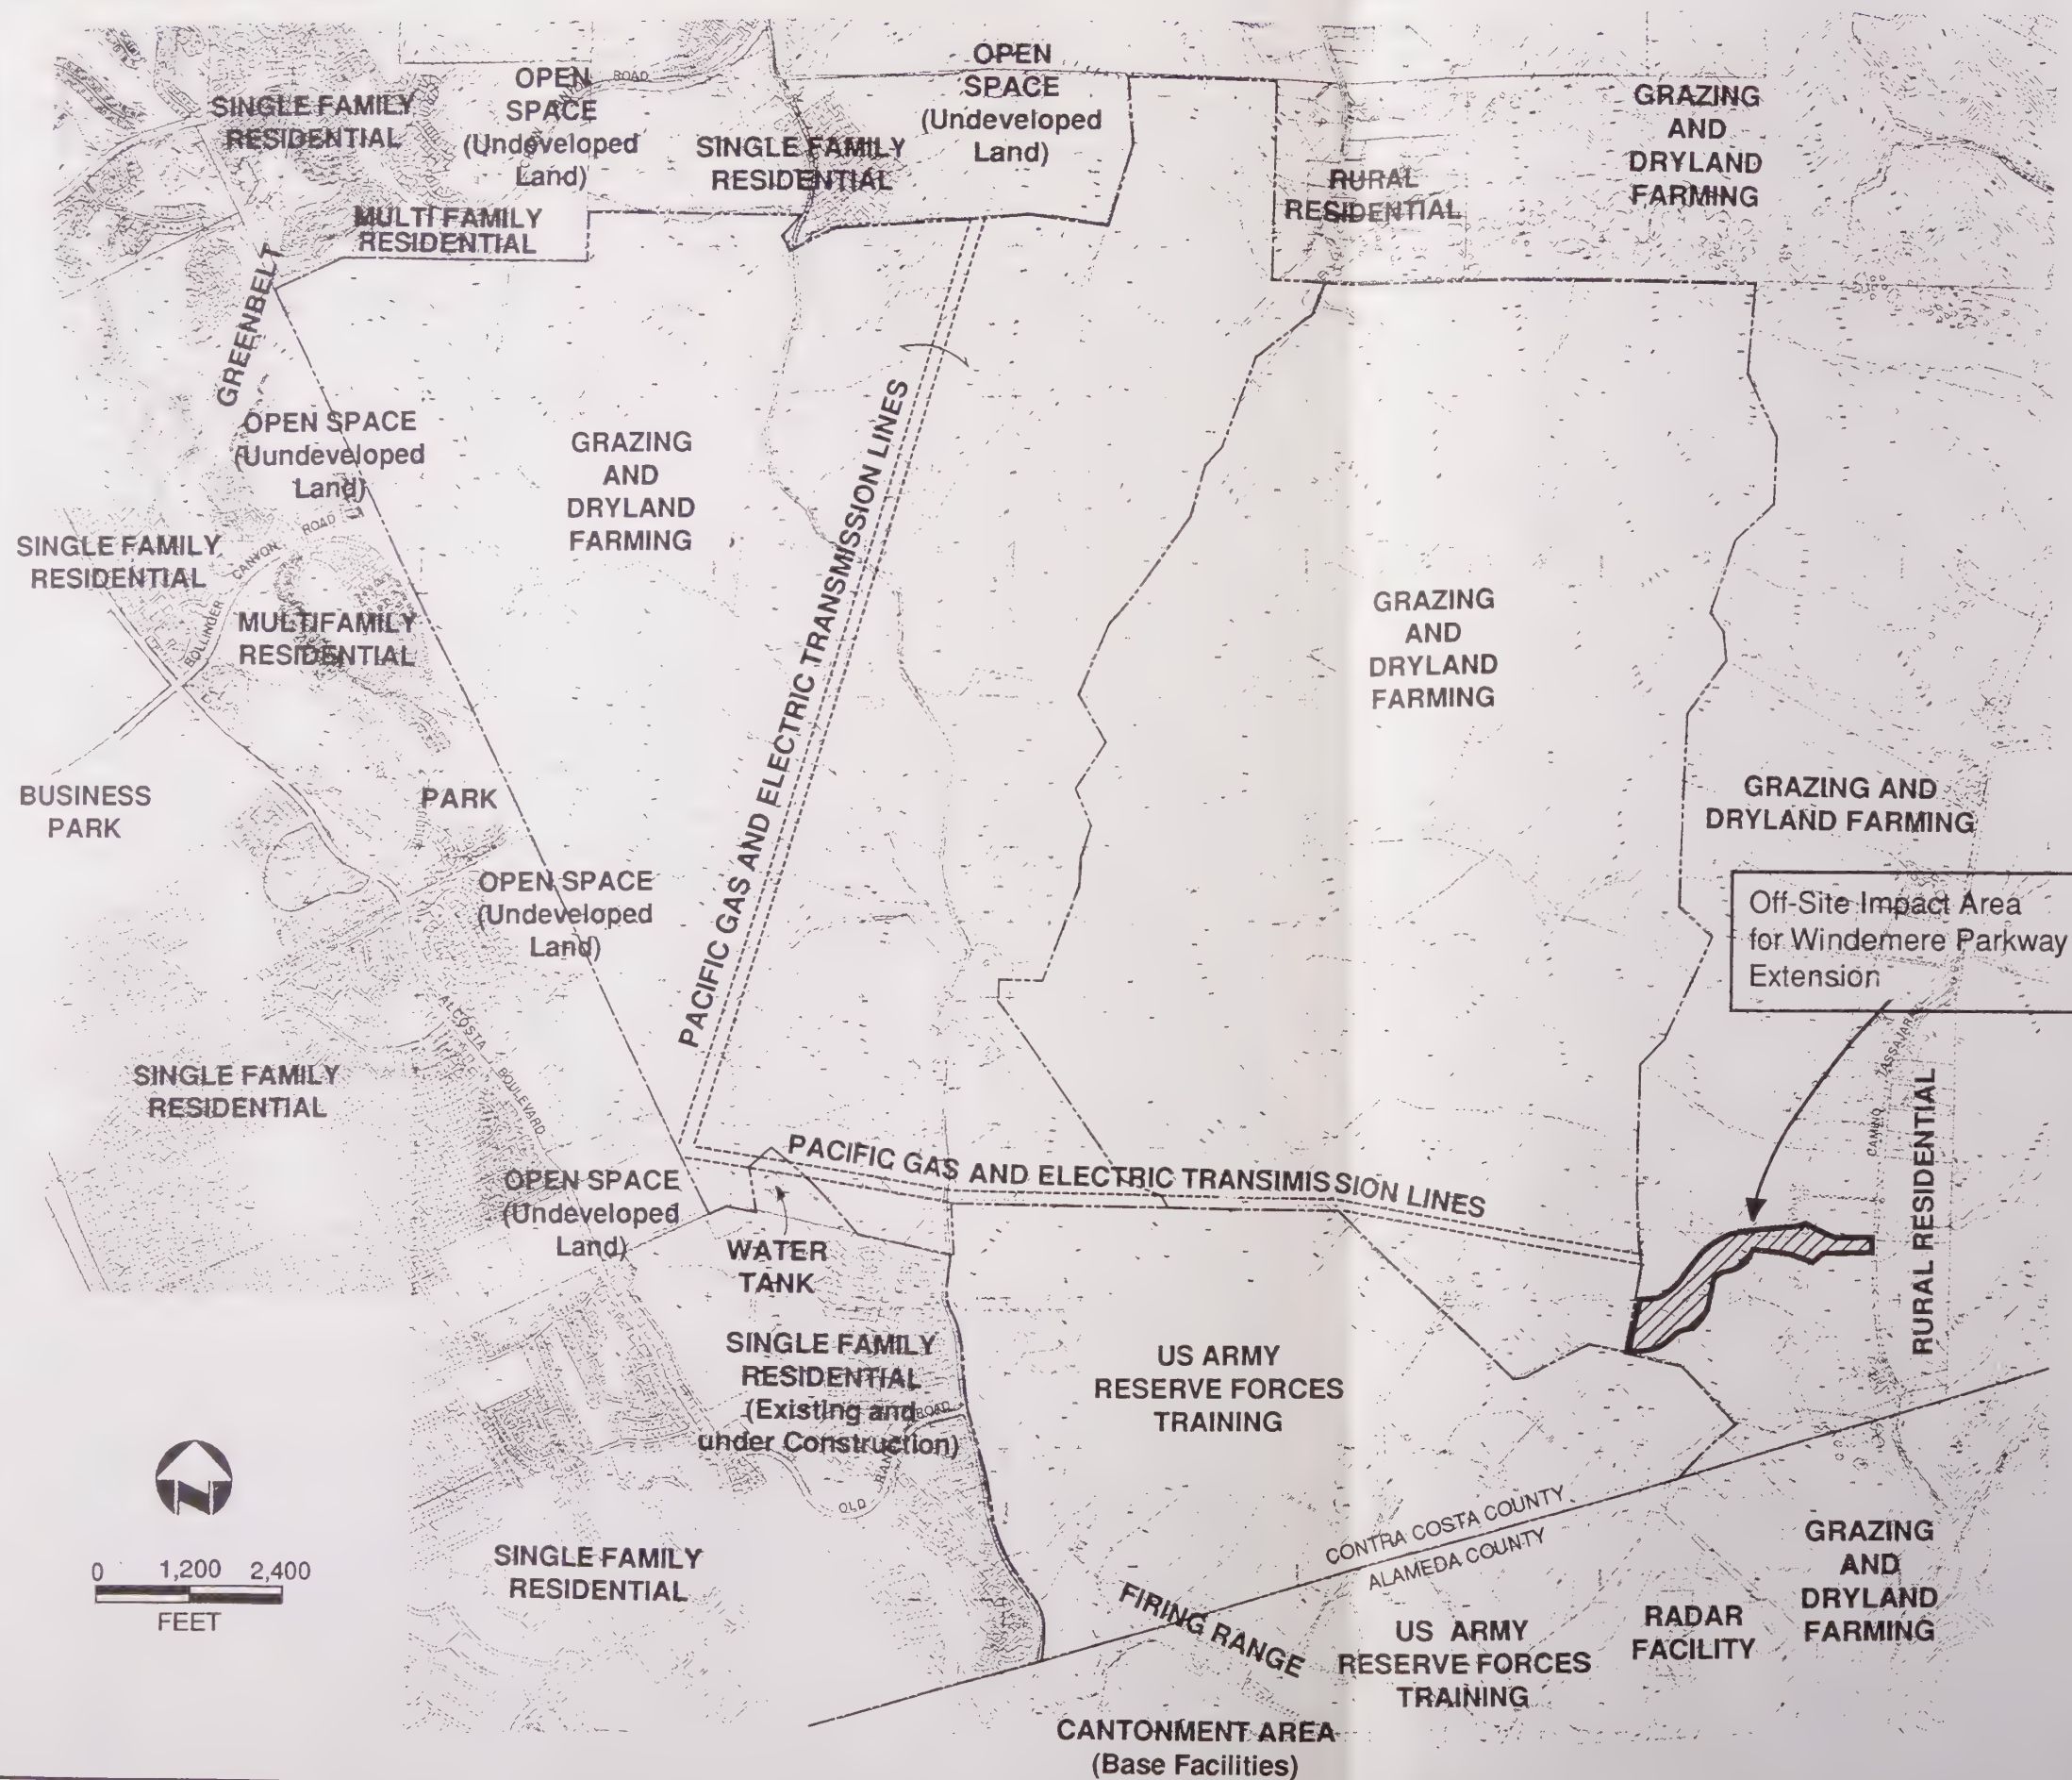 SINGLE FAMILY
RESIDENTIAL
OPEN
SPACE
(Undeveloped
Land)
ROAD
SINGLE FAMILY
RESIDENTIAL
OPEN
SPACE
(Undeveloped
Land)
RURAL
RESIDENTIAL
GRAZING
AND
DRYLAND
FARMING
MULTI FAMILY
RESIDENTIAL
GREENBELT
OPEN SPACE
(Uundeveloped
Land)
GRAZING
AND
DRYLAND
FARMING
PACIFIC GAS AND ELECTRIC TRANSMISSION LINES
SINGLE FAMILY
RESIDENTIAL
BOLLINGER CANYON ROAD
MULTIFAMILY
RESIDENTIAL
GRAZING
AND
DRYLAND
FARMING
BUSINESS
PARK
PARK
GRAZING AND
DRYLAND FARMING
OPEN SPACE
(Undeveloped
Land)
Off-Site Impact Area
for Windemere Parkway
Extension
ALCOSTA BOULEVARD
SINGLE FAMILY
RESIDENTIAL
CAMINO TASSAJARA
RURAL RESIDENTIAL
PACIFIC GAS AND ELECTRIC TRANSIMISSION LINES
OPEN SPACE
(Undeveloped
Land)
WATER
TANK
SINGLE FAMILY
RESIDENTIAL
(Existing and
under Construction)
OLD RANCH ROAD
US ARMY
RESERVE FORCES
TRAINING
N
0 1,200 2,400
FEET
SINGLE FAMILY
RESIDENTIAL
CONTRA COSTA COUNTY
ALAMEDA COUNTY
FIRING RANGE
US ARMY
RESERVE FORCES
TRAINING
RADAR
FACILITY
GRAZING
AND
DRYLAND
FARMING
CANTONMENT AREA
(Base Facilities)